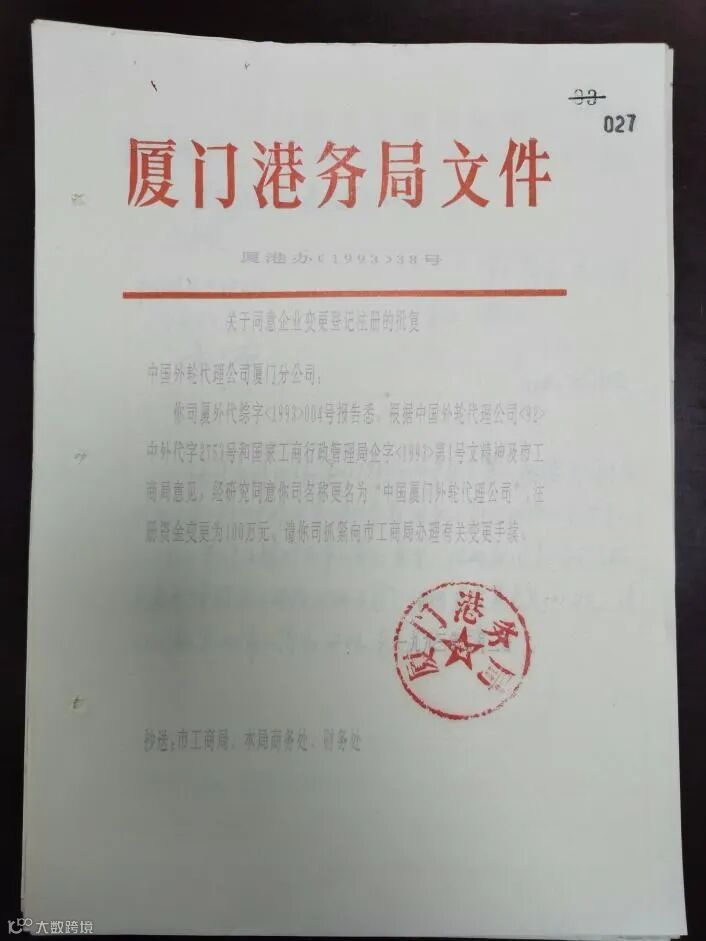 03
027
厦门港务局文件
厦港办<1993>38号
关于同意企业变更登记注册的批复
中国外轮代理公司厦门分公司:
你司厦外代综字<1993>004号报告悉。根据中国外轮代理公司<92>
中外代字2753号和国家工商行政管理局企字<1993>第1号文精神及市工
商局意见,经研究同意你司名称更名为“中国厦门外轮代理公司”,注
册资金变更为100万元。请你司抓紧向市工商局办理有关变更手续。
厦门港务局
一九九三
抄送:市工商局、本局商务处、财务处
大数跨境